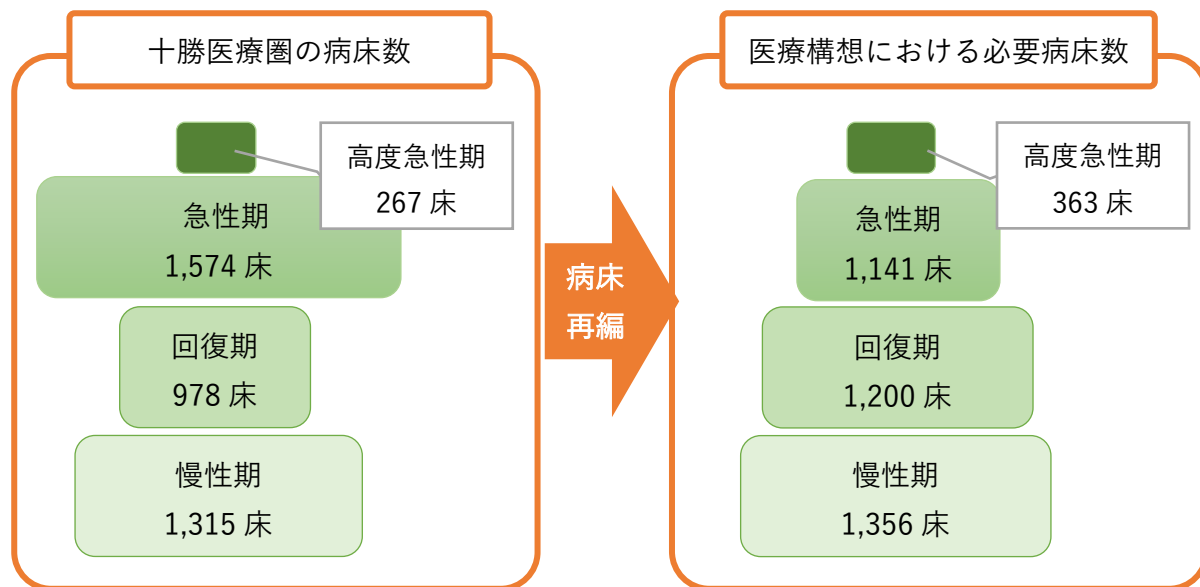 十勝医療圏の病床数
高度急性期
267 床
急性期
1,574 床
回復期
978 床
慢性期
1,315 床
病床
再編
医療構想における必要病床数
高度急性期
363 床
急性期
1,141 床
回復期
1,200 床
慢性期
1,356 床